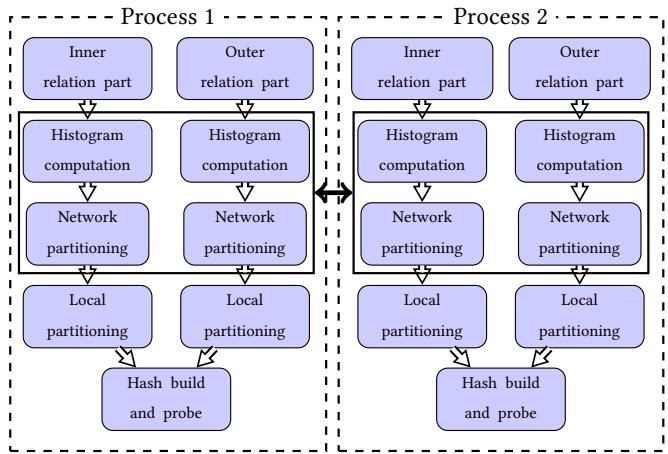 Process 1
Inner
relation part
Outer
relation part
Histogram
computation
Histogram
computation
Network
partitioning
Network
partitioning
Local
partitioning
Local
partitioning
Hash build
and probe
Process 2
Inner
relation part
Outer
relation part
Histogram
computation
Histogram
computation
Network
partitioning
Network
partitioning
Local
partitioning
Local
partitioning
Hash build
and probe